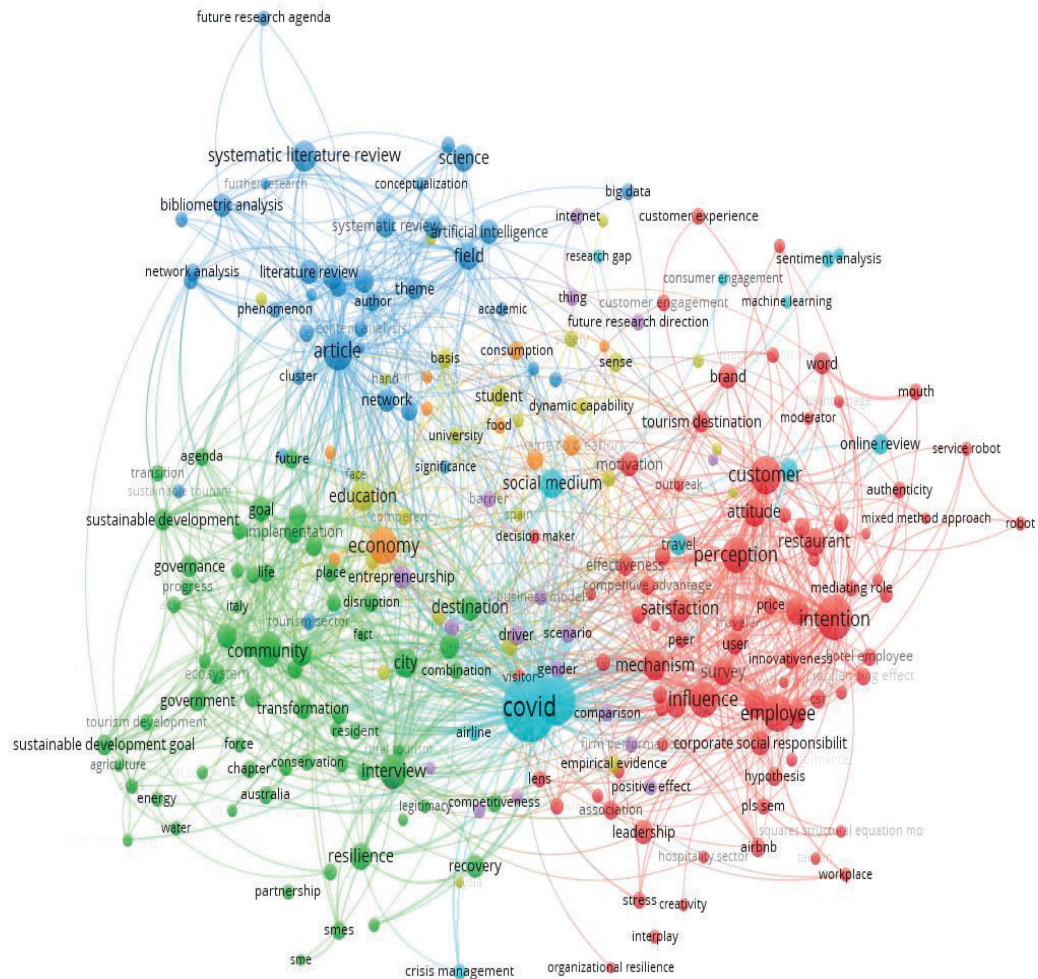 future research agenda
systematic literature review
science
further research
conceptualization
big data
bibliometric analysis
internet
customer experience
systematic review
artificial intelligence
field
research gap
sentiment analysis
network analysis
literature review
theme
consumer engagement
author
thing
customer engagement
machine learning
phenomenon
academic
future research direction
content analysis
article
basis
consumption
sense
word
cluster
hand
brand
mouth
network
student
dynamic capability
tourism destination
moderator
food
university
online review
service robot
agenda
future
significance
motivation
customer
transition
face
social medium
outbreak
authenticity
sustainable tourism
education
barrier
attitude
sustainable development
goal
competency
spain
mixed method approach
robot
implementation
decision maker
travel
restaurant
economy
perception
governance
life
place
entrepreneurship
effectiveness
progress
competitive advantage
mediating role
italy
disruption
destination
business model
satisfaction
price
intention
tourism sector
fact
driver
scenario
peer
traveler
user
community
city
combination
gender
mechanism
survey
innovativeness
hotel employee
ecosystem
visitor
government
transformation
covid
influence
csr
tourism development
resident
airline
comparison
employee
sustainable development goal
force
rural tourism
firm performance
corporate social responsibilit
agriculture
chapter
conservation
interview
empirical evidence
energy
australia
lens
positive effect
hypothesis
legitimacy
competitiveness
association
pls sem
water
leadership
squares structural equation mo
resilience
recovery
airbnb
hospitality sector
partnership
workplace
stress
creativity
smes
interplay
sme
crisis management
organizational resilience